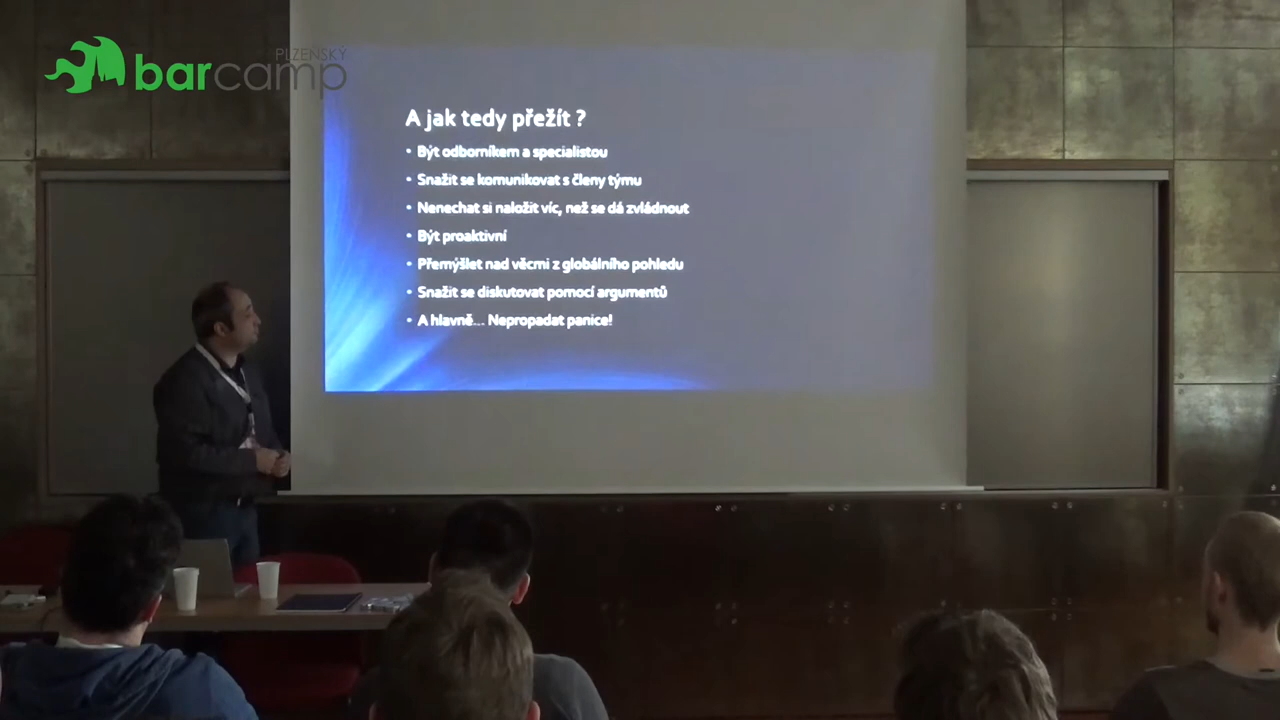 PLZEŇSKÝ
barcamp
A jak tedy přežít ?
• Být odborníkem a specialistou
• Snažit se komunikovat s členy týmu
• Nenechat si naložit víc, než se dá zvládnout
• Být proaktivní
• Přemýšlet nad věcmi z globálního pohledu
• Snažit se diskutovat pomocí argumentů
• A hlavně... Nepropadat panice!